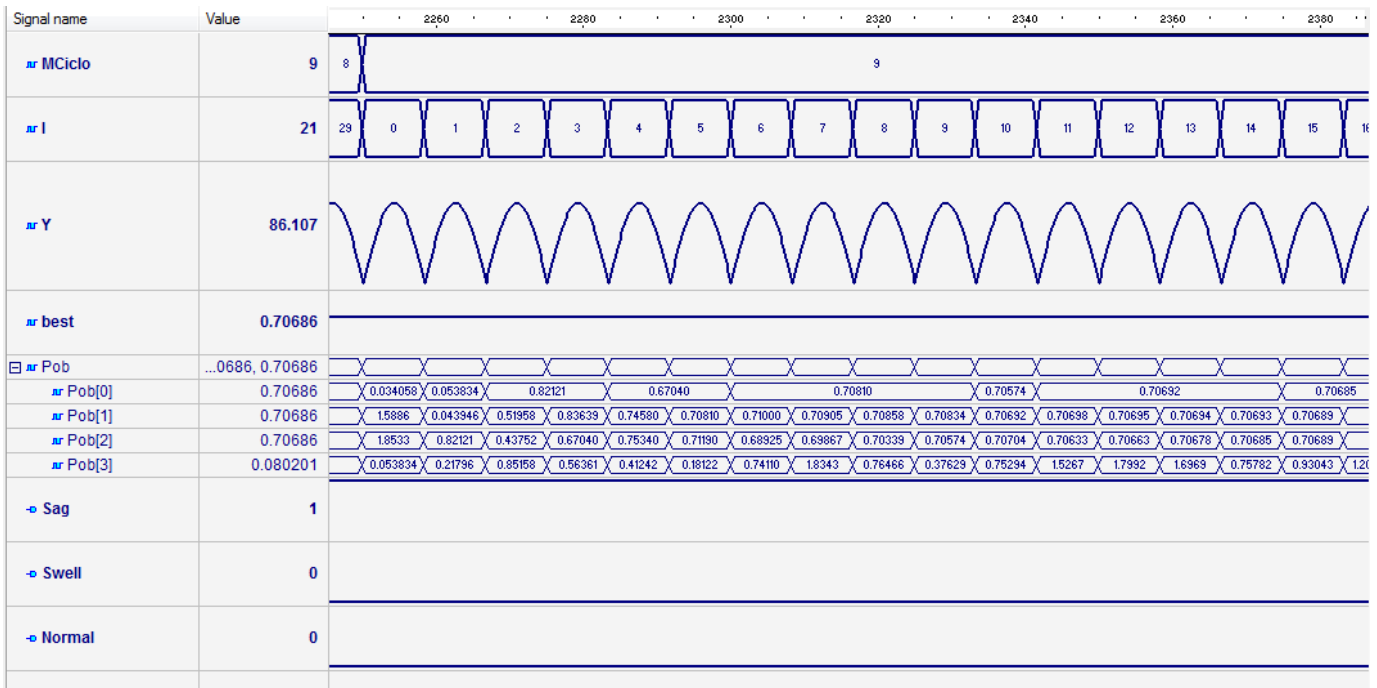 Signal name Value 2260 2280 2300 2320 2340 2360 2380
MCiclo 9 8 9
I 21 29 0 1 2 3 4 5 6 7 8 9 10 11 12 13 14 15 16
Y 86.107
best 0.70686
Pob ...0686, 0.70686
Pob[0] 0.70686 0.034058 0.053834 0.82121 0.67040 0.70810 0.70574 0.70692 0.70685
Pob[1] 0.70686 1.5886 0.043946 0.51958 0.83639 0.74580 0.70810 0.71000 0.70905 0.70858 0.70834 0.70692 0.70698 0.70695 0.70694 0.70693 0.70689
Pob[2] 0.70686 1.8533 0.82121 0.43752 0.67040 0.75340 0.71190 0.68925 0.69867 0.70339 0.70574 0.70704 0.70633 0.70663 0.70678 0.70685 0.70689
Pob[3] 0.080201 0.053834 0.21796 0.85158 0.56361 0.41242 0.18122 0.74110 1.8343 0.76466 0.37629 0.75294 1.5267 1.7992 1.6969 0.75782 0.93043 1.20
Sag 1
Swell 0
Normal 0